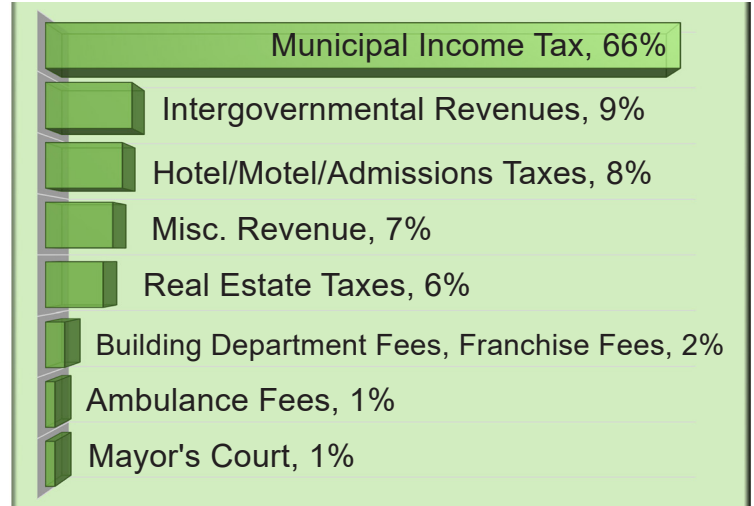 Municipal Income Tax, 66%
Intergovernmental Revenues, 9%
Hotel/Motel/Admissions Taxes, 8%
Misc. Revenue, 7%
Real Estate Taxes, 6%
Building Department Fees, Franchise Fees, 2%
Ambulance Fees, 1%
Mayor's Court, 1%